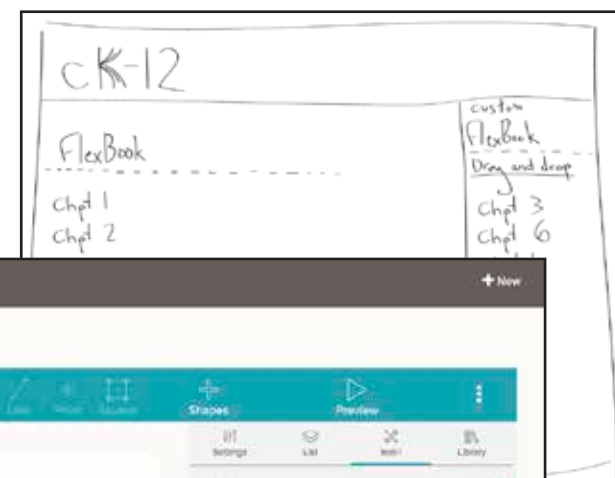 CK-12
FlexBook
Chpt 1
Chpt 2
custom
FlexBook
Drag and drop
Chpt 3
Chpt 6
+ New
Shapes
Preview
Settings
List
Library